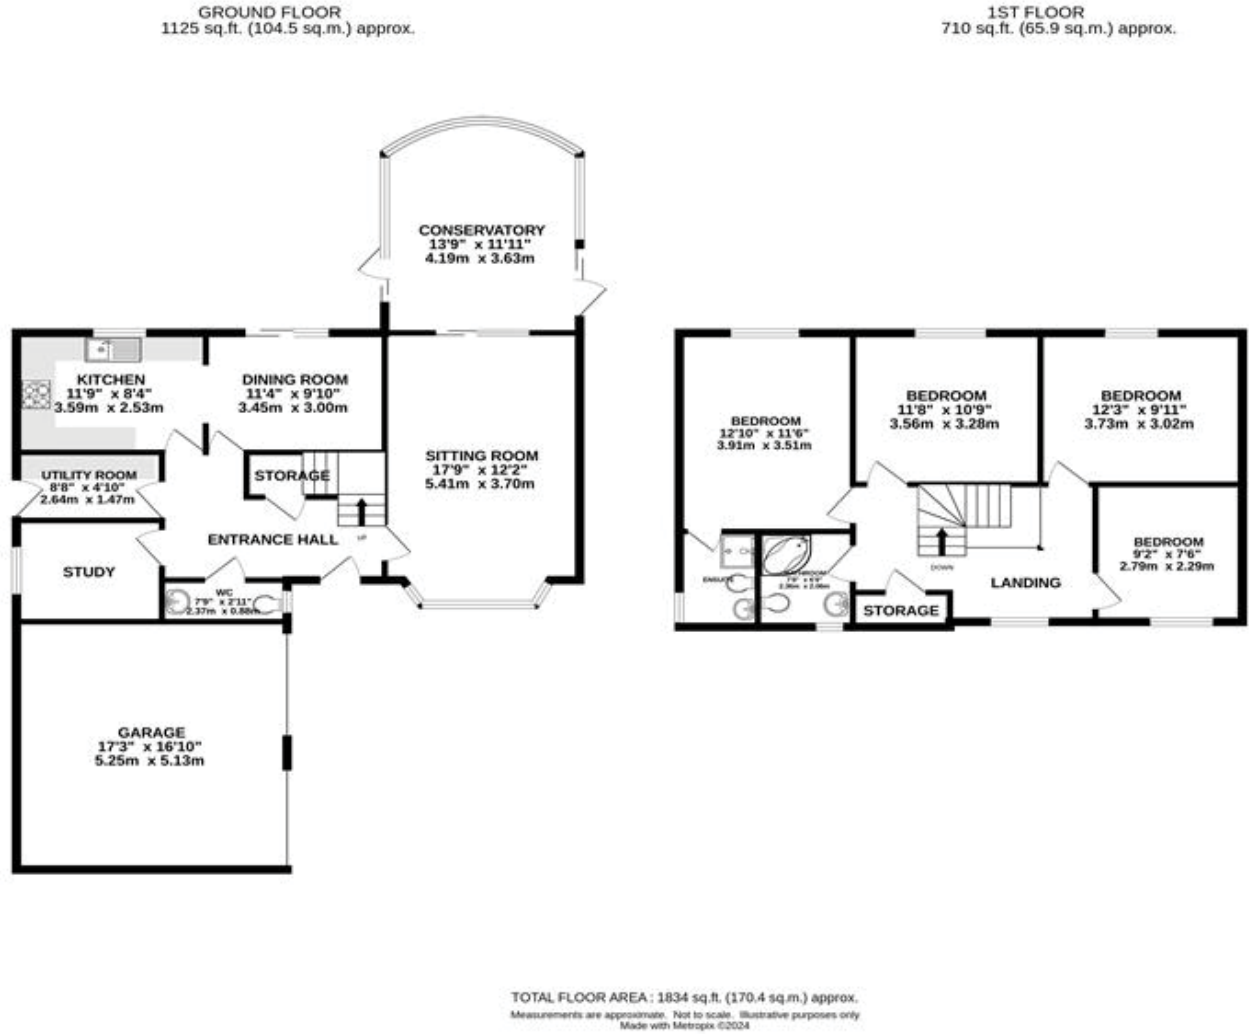 GROUND FLOOR
1125 sq.ft. (104.5 sq.m.) approx.
1ST FLOOR
710 sq.ft. (65.9 sq.m.) approx.
CONSERVATORY
13'9" x 11'11"
4.19m x 3.63m
KITCHEN
11'9" x 8'4"
3.59m x 2.53m
DINING ROOM
11'4" x 9'10"
3.45m x 3.00m
SITTING ROOM
17'9" x 12'2"
5.41m x 3.70m
UTILITY ROOM
8'8" x 4'10"
2.64m x 1.47m
STORAGE
UP
ENTRANCE HALL
STUDY
WC
7'9" x 2'11"
2.37m x 0.88m
GARAGE
17'3" x 16'10"
5.25m x 5.13m
BEDROOM
12'10" x 11'6"
3.91m x 3.51m
BEDROOM
11'8" x 10'9"
3.56m x 3.28m
BEDROOM
12'3" x 9'11"
3.73m x 3.02m
BEDROOM
9'2" x 7'6"
2.79m x 2.29m
ENSUITE
BATHROOM
DOWN
LANDING
STORAGE
TOTAL FLOOR AREA : 1834 sq.ft. (170.4 sq.m.) approx.
Measurements are approximate. Not to scale. Illustrative purposes only
Made with Metropix ©2024